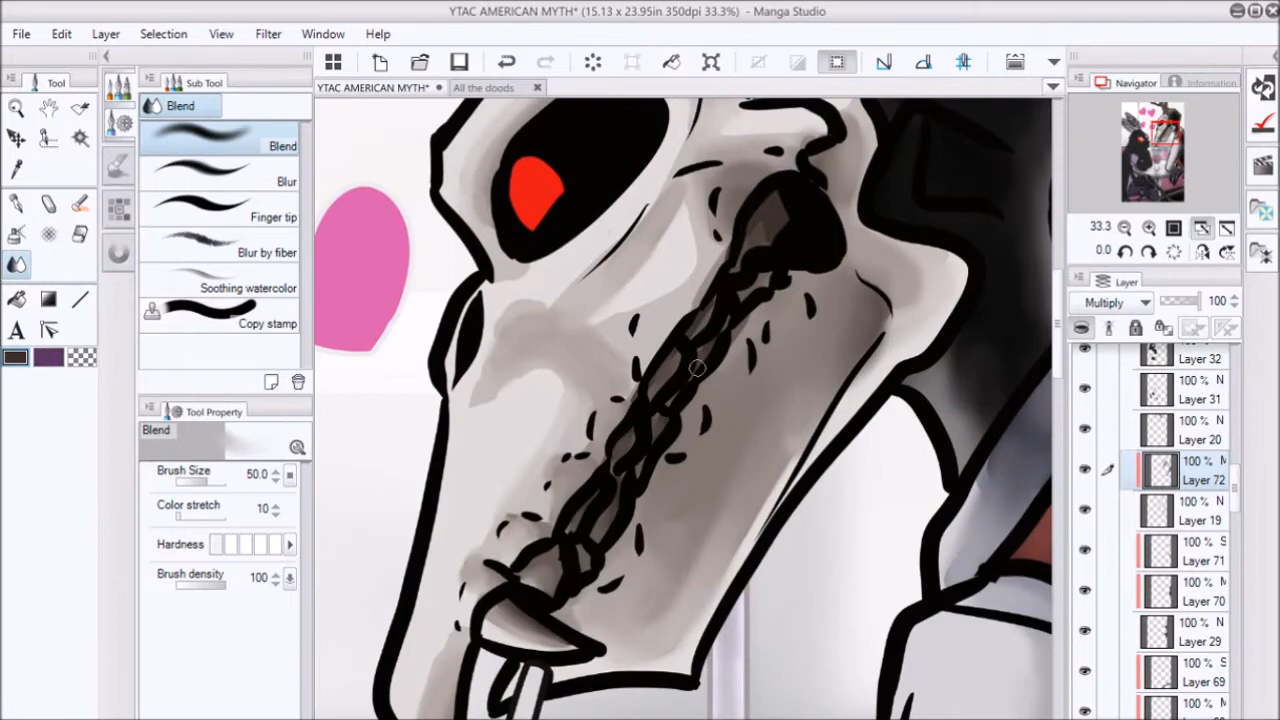 YTAC AMERICAN MYTH* (15.13 x 23.95in 350dpi 33.3%) - Manga Studio
File Edit Layer Selection View Filter Window Help
Tool
Sub Tool
YTAC AMERICAN MYTH*
All the doods
Navigator
Information
Blend
Blend
Blur
Finger tip
Blur by fiber
Soothing watercolor
Copy stamp
A
Tool Property
Blend
Brush Size 50.0
Color stretch 10
Hardness
Brush density 100
33.3
0.0
Layer
Multiply 100
Layer 32
100 % N
Layer 31
100 % N
Layer 20
100 %
Layer 72
100 % N
Layer 19
100 % S
Layer 71
100 % M
Layer 70
100 % N
Layer 29
100 % S
Layer 69
100 %